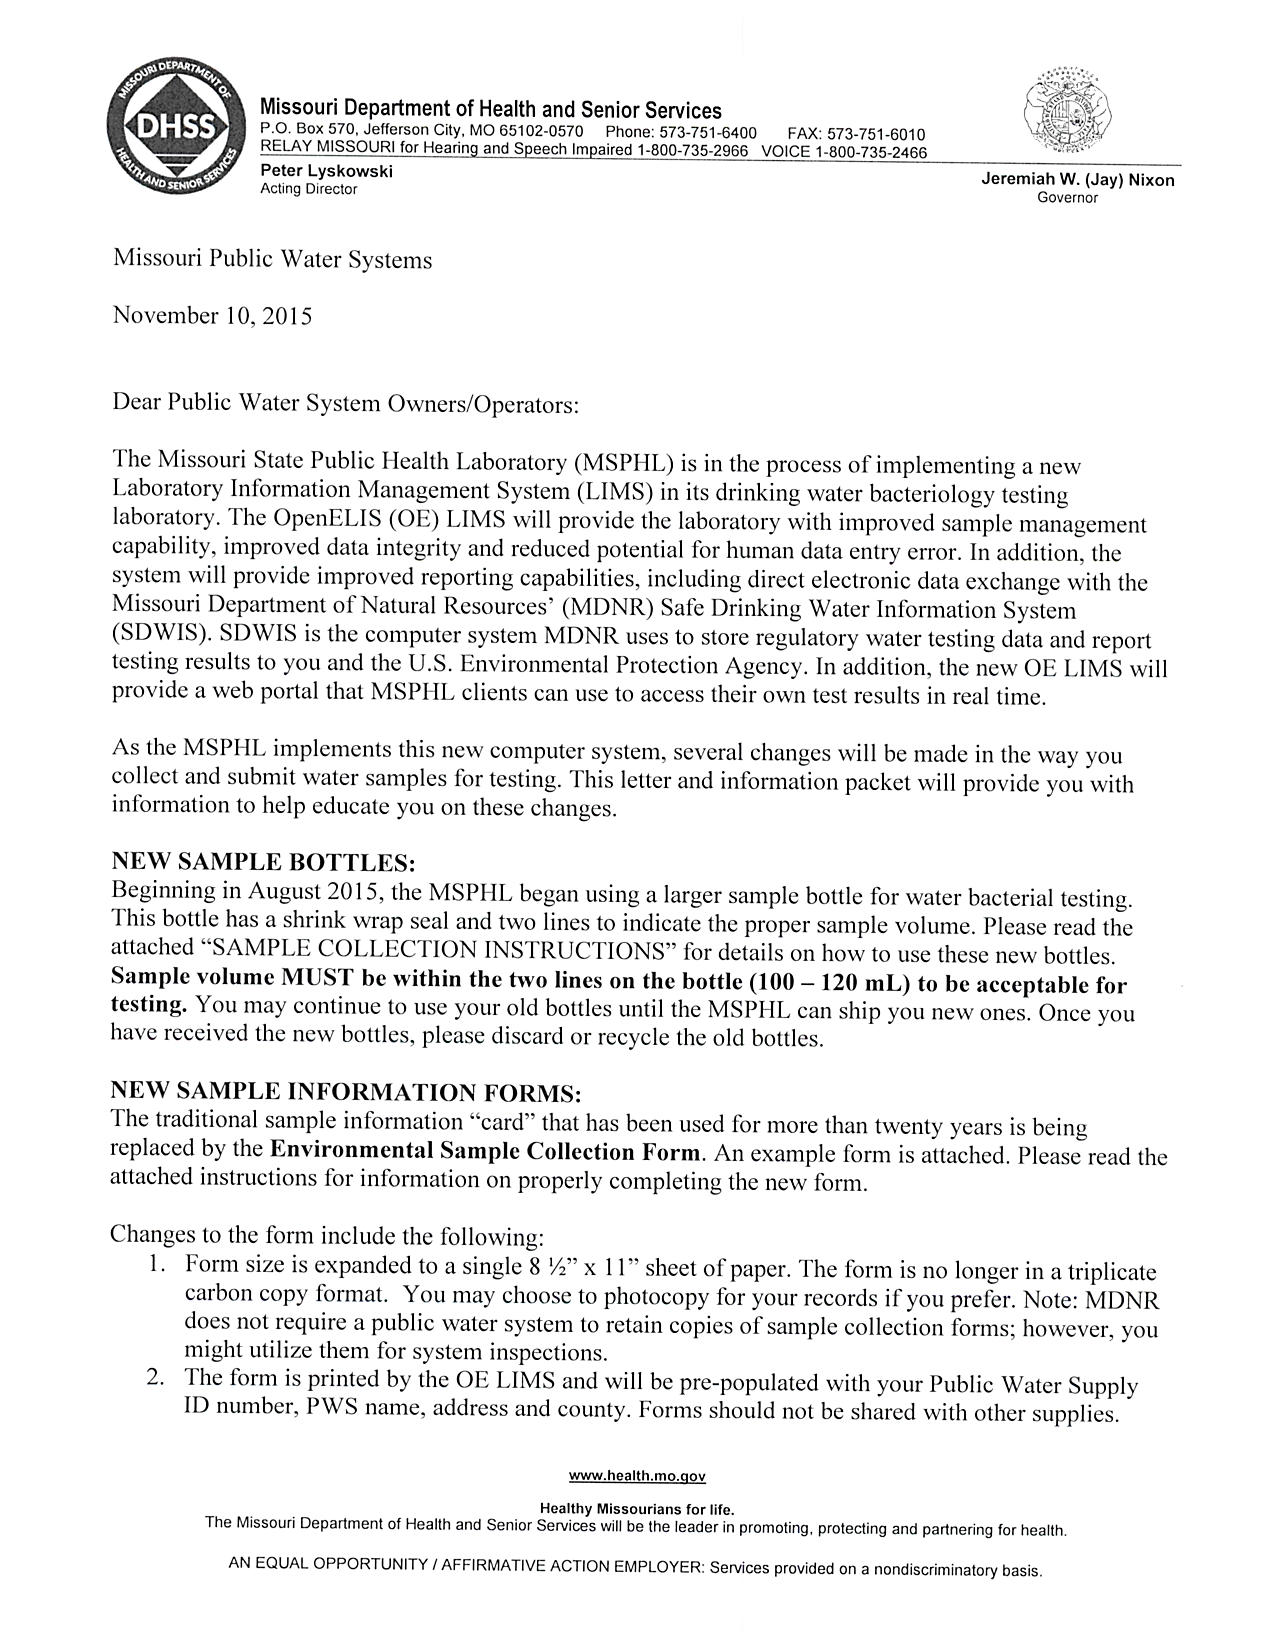 MISSOURI DEPARTMENT OF
DHSS
HEALTH AND SENIOR SERVICES
Missouri Department of Health and Senior Services
P.O. Box 570, Jefferson City, MO 65102-0570 Phone: 573-751-6400 FAX: 573-751-6010
RELAY MISSOURI for Hearing and Speech Impaired 1-800-735-2966 VOICE 1-800-735-2466
Peter Lyskowski
Acting Director
Jeremiah W. (Jay) Nixon
Governor
Missouri Public Water Systems
November 10, 2015
Dear Public Water System Owners/Operators:
The Missouri State Public Health Laboratory (MSPHL) is in the process of implementing a new
Laboratory Information Management System (LIMS) in its drinking water bacteriology testing
laboratory. The OpenELIS (OE) LIMS will provide the laboratory with improved sample management
capability, improved data integrity and reduced potential for human data entry error. In addition, the
system will provide improved reporting capabilities, including direct electronic data exchange with the
Missouri Department of Natural Resources’ (MDNR) Safe Drinking Water Information System
(SDWIS). SDWIS is the computer system MDNR uses to store regulatory water testing data and report
testing results to you and the U.S. Environmental Protection Agency. In addition, the new OE LIMS will
provide a web portal that MSPHL clients can use to access their own test results in real time.
As the MSPHL implements this new computer system, several changes will be made in the way you
collect and submit water samples for testing. This letter and information packet will provide you with
information to help educate you on these changes.
NEW SAMPLE BOTTLES:
Beginning in August 2015, the MSPHL began using a larger sample bottle for water bacterial testing.
This bottle has a shrink wrap seal and two lines to indicate the proper sample volume. Please read the
attached “SAMPLE COLLECTION INSTRUCTIONS” for details on how to use these new bottles.
Sample volume MUST be within the two lines on the bottle (100 – 120 mL) to be acceptable for
testing. You may continue to use your old bottles until the MSPHL can ship you new ones. Once you
have received the new bottles, please discard or recycle the old bottles.
NEW SAMPLE INFORMATION FORMS:
The traditional sample information “card” that has been used for more than twenty years is being
replaced by the Environmental Sample Collection Form. An example form is attached. Please read the
attached instructions for information on properly completing the new form.
Changes to the form include the following:
1. Form size is expanded to a single 8 ½” x 11” sheet of paper. The form is no longer in a triplicate
carbon copy format. You may choose to photocopy for your records if you prefer. Note: MDNR
does not require a public water system to retain copies of sample collection forms; however, you
might utilize them for system inspections.
2. The form is printed by the OE LIMS and will be pre-populated with your Public Water Supply
ID number, PWS name, address and county. Forms should not be shared with other supplies.
www.health.mo.gov
Healthy Missourians for life.
The Missouri Department of Health and Senior Services will be the leader in promoting, protecting and partnering for health.
AN EQUAL OPPORTUNITY / AFFIRMATIVE ACTION EMPLOYER: Services provided on a nondiscriminatory basis.